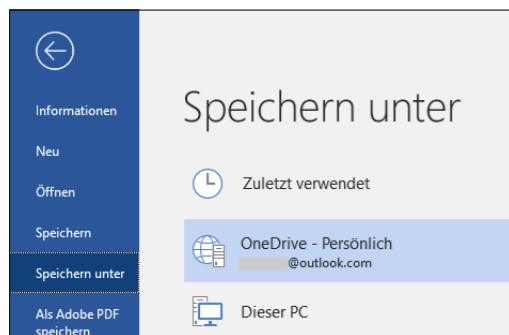 Informationen
Neu
Öffnen
Speichern
Speichern unter
Als Adobe PDF
speichern
Speichern unter
Zuletzt verwendet
OneDrive - Persönlich
@outlook.com
Dieser PC